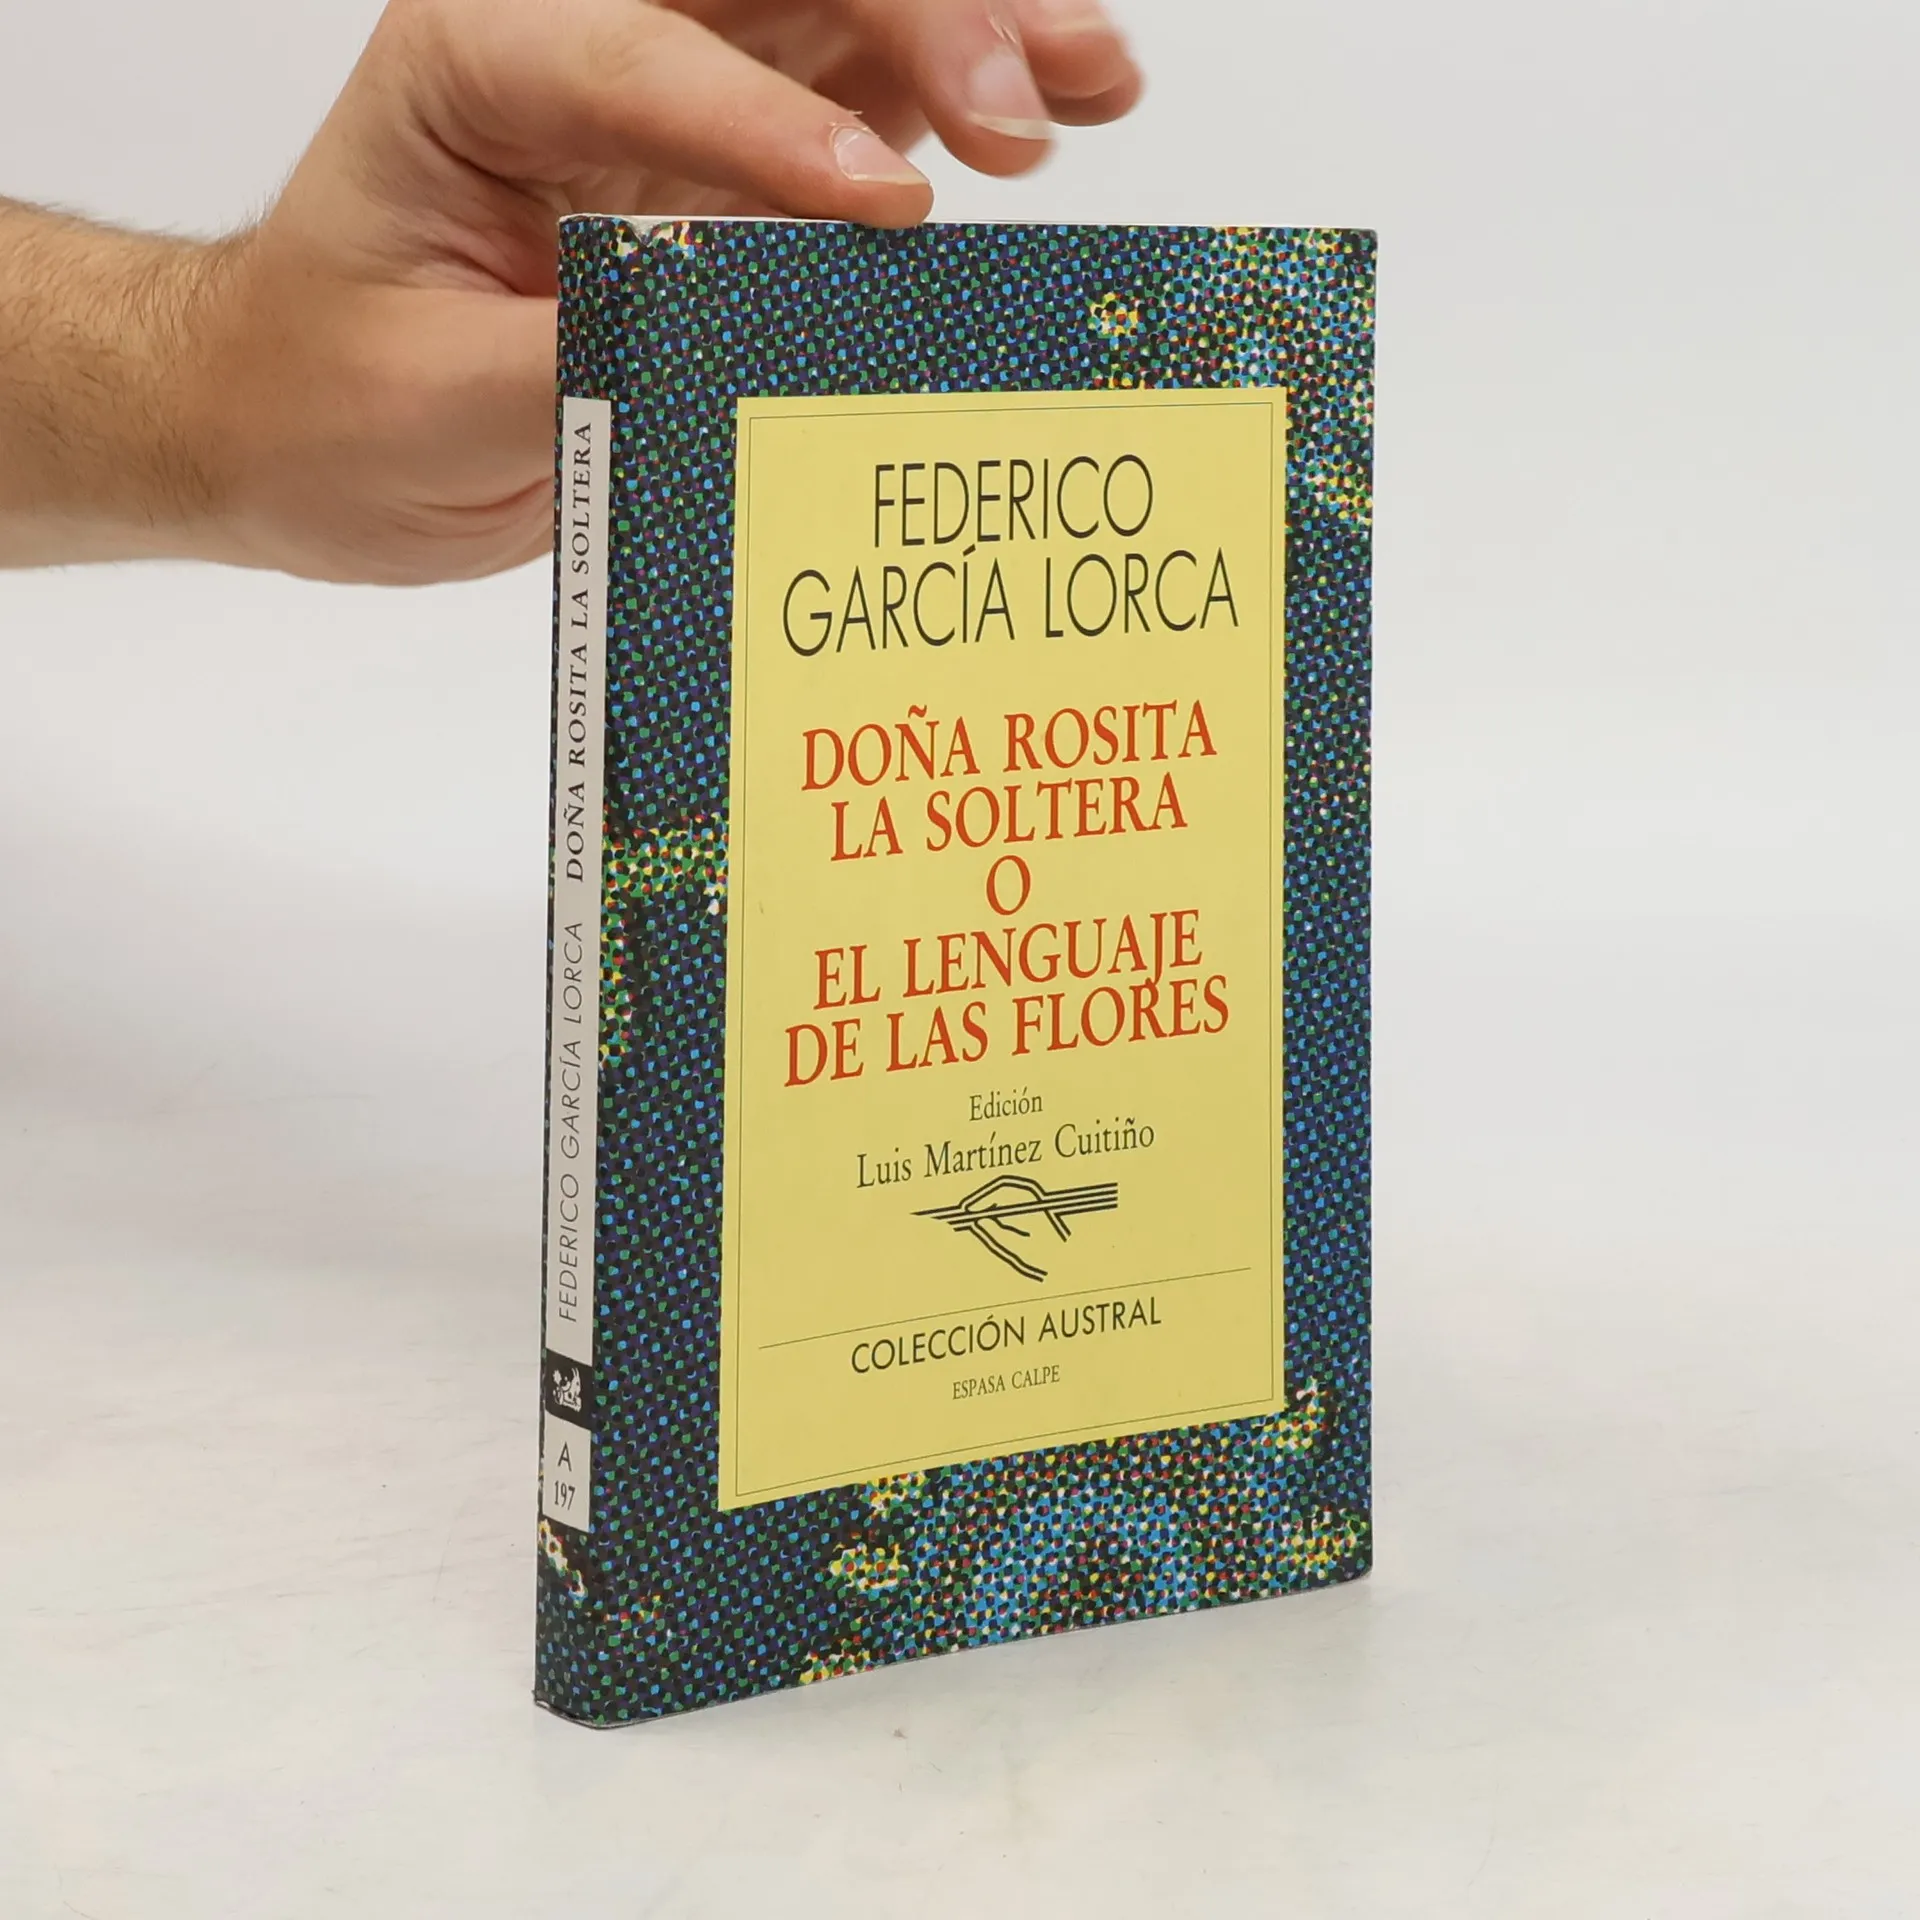 FEDERICO
GARCÍA LORCA
DOÑA ROSITA
LA SOLTERA
O
EL LENGUAJE
DE LAS FLORES
Edición
Luis Martínez Cuitiño
COLECCIÓN AUSTRAL
ESPASA CALPE
FEDERICO GARCÍA LORCA DOÑA ROSITA LA SOLTERA
A
197